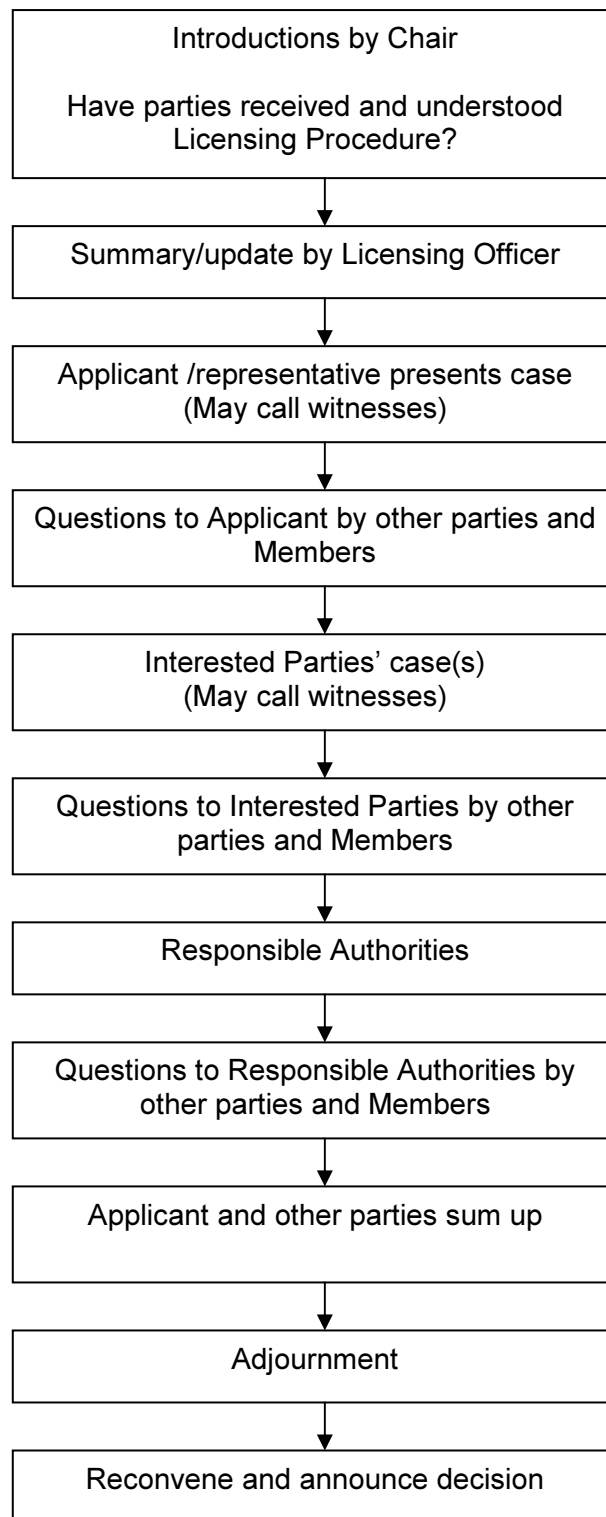 Introductions by Chair
Have parties received and understood
Licensing Procedure?
Summary/update by Licensing Officer
Applicant /representative presents case
(May call witnesses)
Questions to Applicant by other parties and
Members
Interested Parties’ case(s)
(May call witnesses)
Questions to Interested Parties by other
parties and Members
Responsible Authorities
Questions to Responsible Authorities by
other parties and Members
Applicant and other parties sum up
Adjournment
Reconvene and announce decision